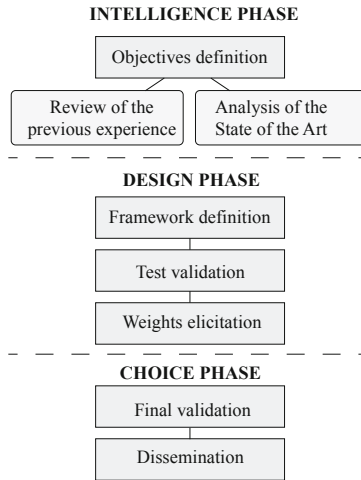 INTELLIGENCE PHASE
Objectives definition
Review of the
previous experience
Analysis of the
State of the Art
DESIGN PHASE
Framework definition
Test validation
Weights elicitation
CHOICE PHASE
Final validation
Dissemination